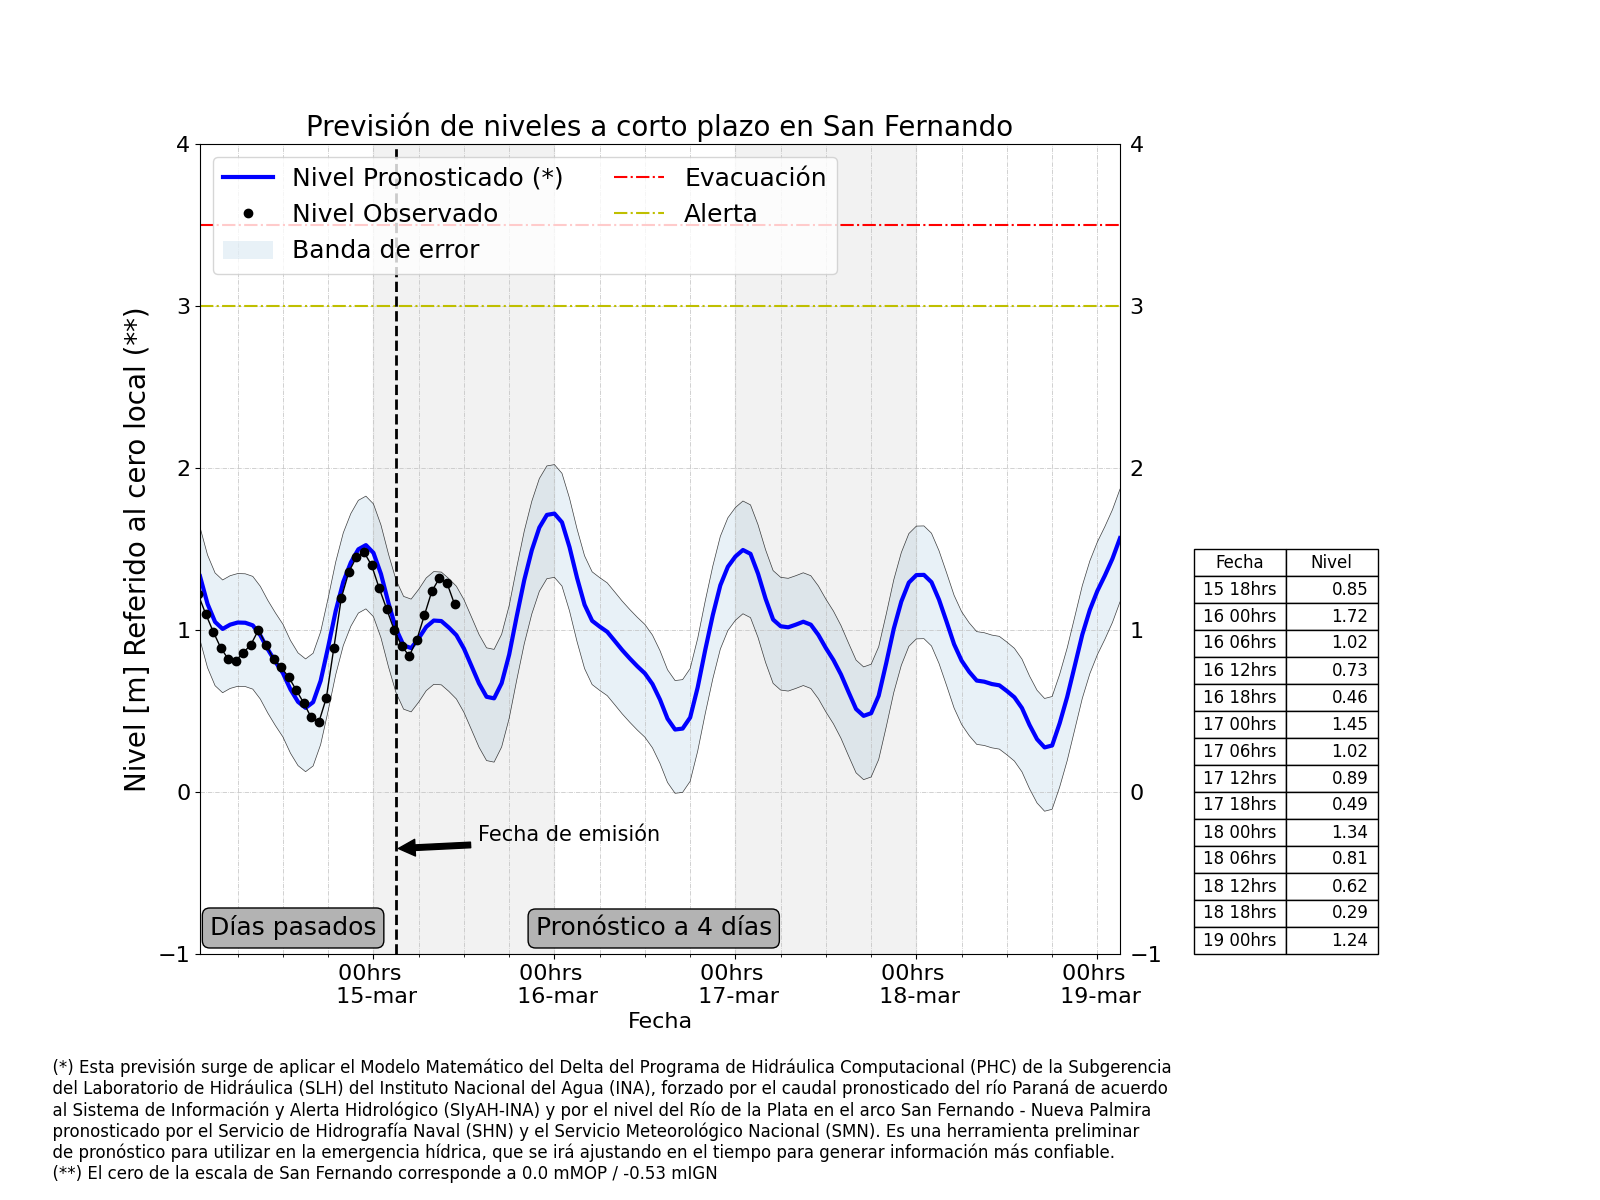 Previsión de niveles a corto plazo en San Fernando
4
3
2
1
0
−1
4
3
2
1
0
−1
Nivel [m] Referido al cero local (**)
Nivel Pronosticado (*)
Nivel Observado
Banda de error
Evacuación
Alerta
Fecha de emisión
Días pasados
Pronóstico a 4 días
00hrs
15-mar
00hrs
16-mar
00hrs
17-mar
00hrs
18-mar
00hrs
19-mar
Fecha
Fecha Nivel
15 18hrs 0.85
16 00hrs 1.72
16 06hrs 1.02
16 12hrs 0.73
16 18hrs 0.46
17 00hrs 1.45
17 06hrs 1.02
17 12hrs 0.89
17 18hrs 0.49
18 00hrs 1.34
18 06hrs 0.81
18 12hrs 0.62
18 18hrs 0.29
19 00hrs 1.24
(*) Esta previsión surge de aplicar el Modelo Matemático del Delta del Programa de Hidráulica Computacional (PHC) de la Subgerencia
del Laboratorio de Hidráulica (SLH) del Instituto Nacional del Agua (INA), forzado por el caudal pronosticado del río Paraná de acuerdo
al Sistema de Información y Alerta Hidrológico (SIyAH-INA) y por el nivel del Río de la Plata en el arco San Fernando - Nueva Palmira
pronosticado por el Servicio de Hidrografía Naval (SHN) y el Servicio Meteorológico Nacional (SMN). Es una herramienta preliminar
de pronóstico para utilizar en la emergencia hídrica, que se irá ajustando en el tiempo para generar información más confiable.
(**) El cero de la escala de San Fernando corresponde a 0.0 mMOP / -0.53 mIGN